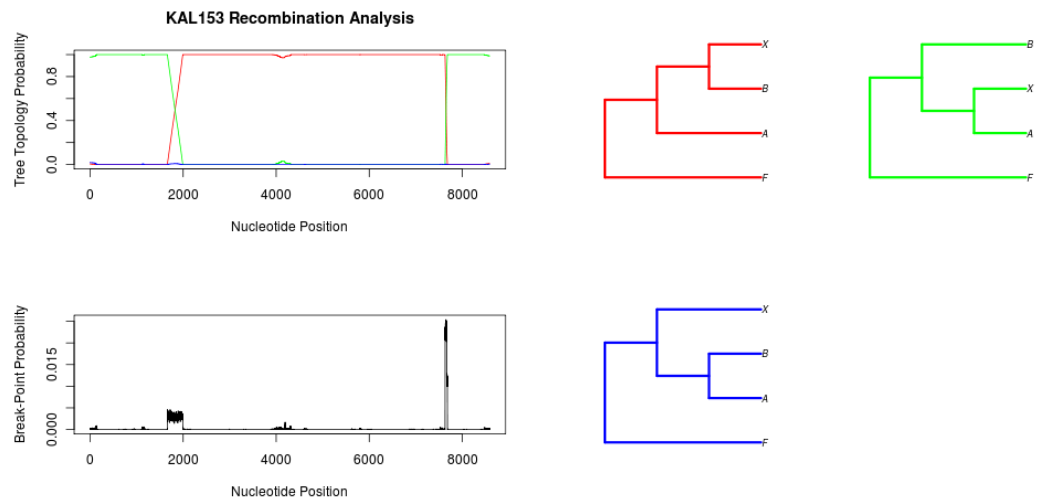 KAL153 Recombination Analysis
Tree Topology Probability
0.0 0.4 0.8
0 2000 4000 6000 8000
Nucleotide Position
X
B
A
F
B
X
A
F
Break-Point Probability
0.000 0.015
0 2000 4000 6000 8000
Nucleotide Position
X
B
A
F